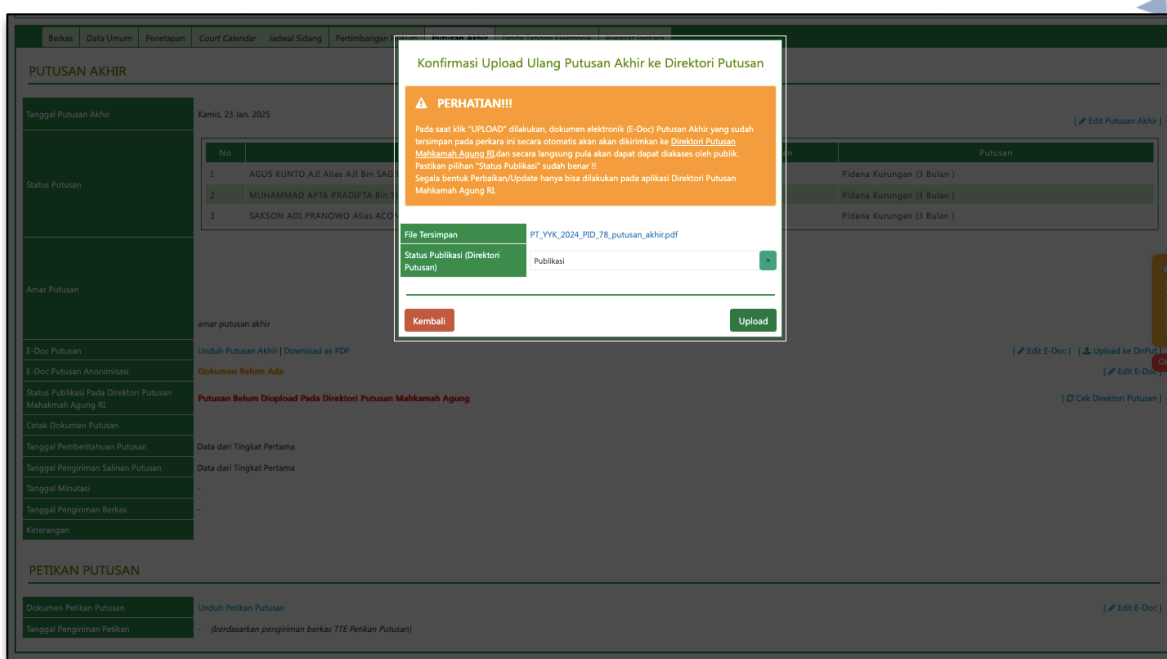 Berkas Data Umum Penetapan Court Calendar Jadwal Sidang Pertimbangan Hukum Putusan Akhir Tanda Tangan Elektronik Riwayat Perkara
PUTUSAN AKHIR
Tanggal Putusan Akhir Kamis, 23 Jan. 2025 [ Edit Putusan Akhir ]
Status Putusan
No Putusan
1 AGUS KUNTO AJI Alias AJI Bin Pidana Kurungan (3 Bulan )
2 MUHAMMAD APTA PRADIPTA Bin Pidana Kurungan (3 Bulan )
3 SAKSON ADI PRANOWO Alias Pidana Kurungan (3 Bulan )
Amar Putusan
amar putusan akhir
E-Doc Putusan Unduh Putusan Akhir | Download as PDF [ Edit E-Doc ] [ Upload ke DirPut ]
E-Doc Putusan Anonimisasi Dokumen Belum Ada [ Edit E-Doc ]
Status Publikasi Pada Direktori Putusan
Mahakmah Agung RI
Putusan Belum Diupload Pada Direktori Putusan Mahkamah Agung [ Cek Direktori Putusan ]
Cetak Dokumen Putusan
Tanggal Pemberitahuan Putusan Data dari Tingkat Pertama
Tanggal Pengiriman Salinan Putusan Data dari Tingkat Pertama
Tanggal Minutasi -
Tanggal Pengiriman Berkas -
Keterangan
PETIKAN PUTUSAN
Dokumen Petikan Putusan Unduh Petikan Putusan [ Edit E-Doc ]
Tanggal Pengiriman Petikan - (berdasarkan pengiriman berkas TTE Petikan Putusan)
Konfirmasi Upload Ulang Putusan Akhir ke Direktori Putusan
PERHATIAN!!!
Pada saat klik "UPLOAD" dilakukan, dokumen elektronik (E-Doc) Putusan Akhir yang sudah
tersimpan pada perkara ini secara otomatis akan akan dikirimkan ke Direktori Putusan
Mahkamah Agung RI,dan secara langsung pula akan dapat dapat diakases oleh publik.
Pastikan pilihan "Status Publikasi" sudah benar !!
Segala bentuk Perbaikan/Update hanya bisa dilakukan pada aplikasi Direktori Putusan
Mahkamah Agung RI.
File Tersimpan PT_YYK_2024_PID_78_putusan_akhir.pdf
Status Publikasi (Direktori
Putusan)
Publikasi
Kembali Upload